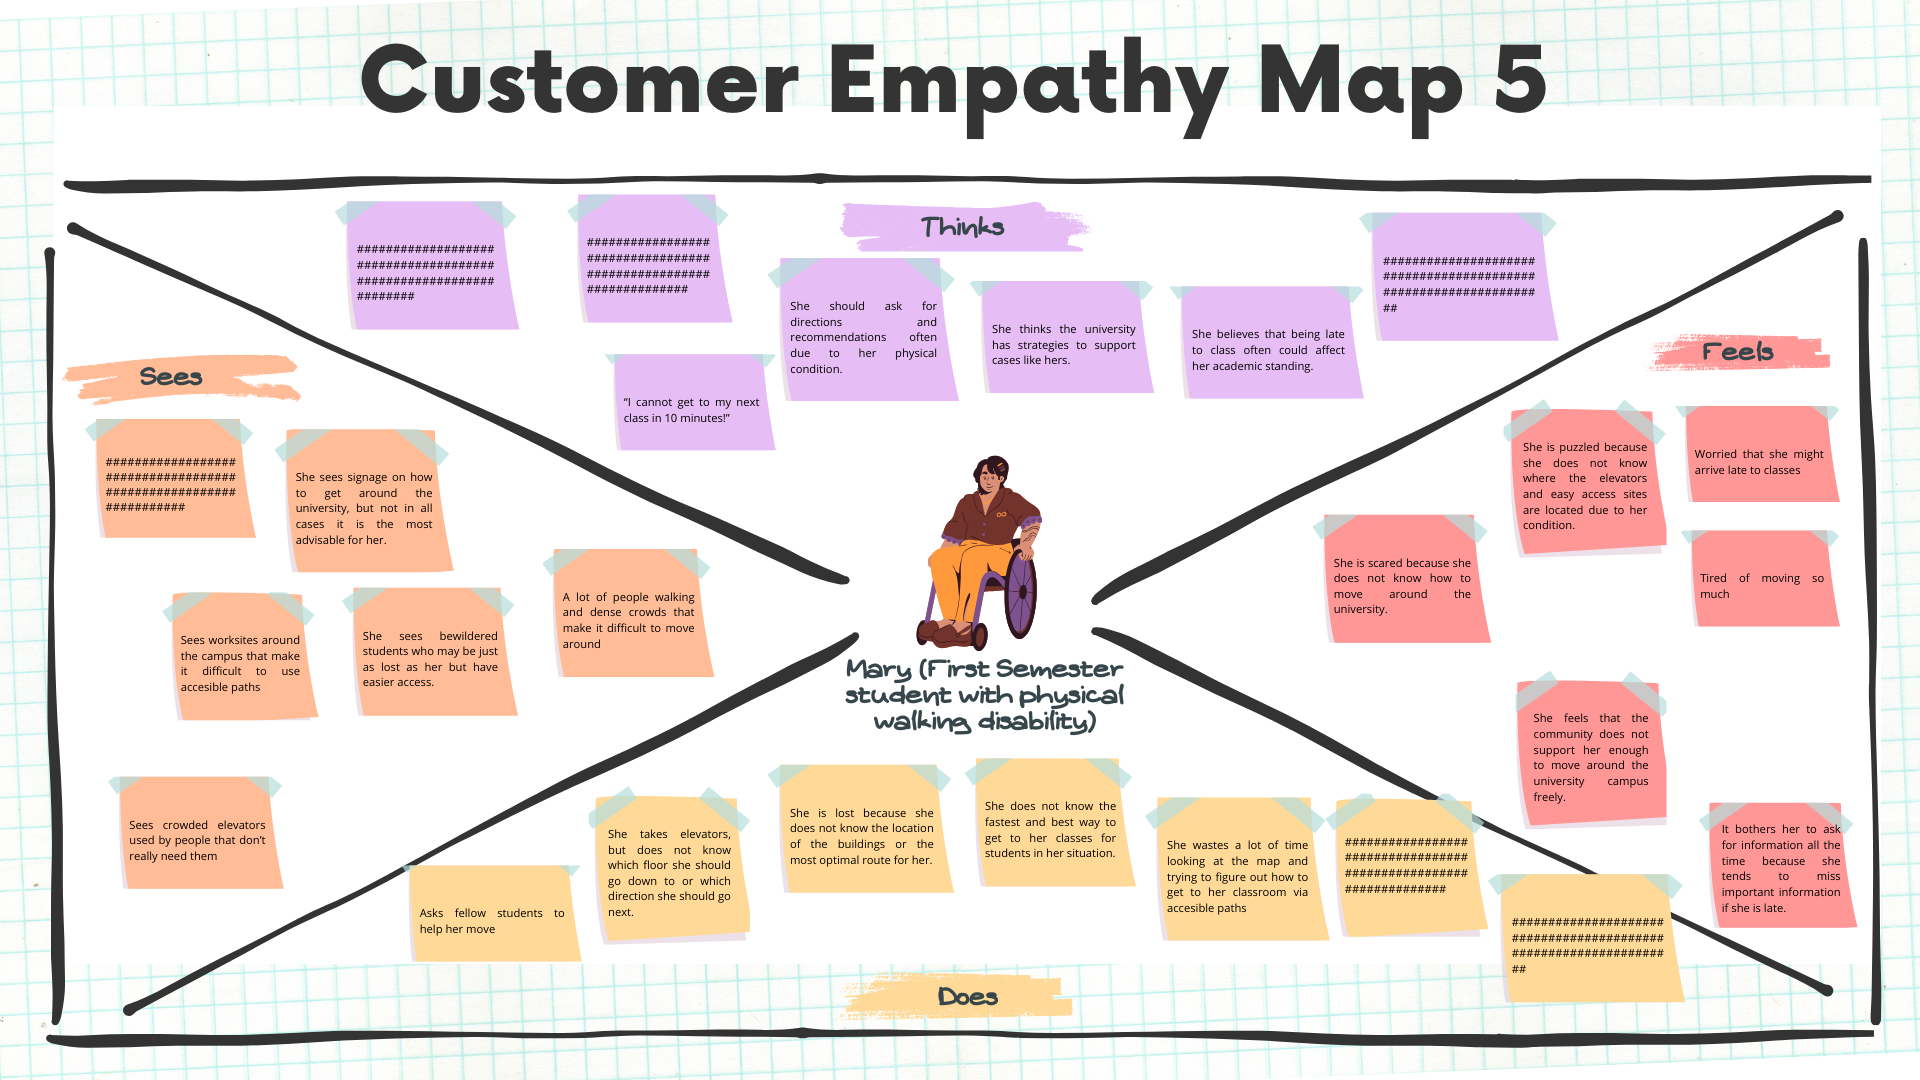 Customer Empathy Map 5
Thinks
###################
###################
###################
########
#################
#################
#################
##############
She should ask for
directions and
recommendations often
due to her physical
condition.
She thinks the university
has strategies to support
cases like hers.
She believes that being late
to class often could affect
her academic standing.
#####################
#####################
#####################
##
“I cannot get to my next
class in 10 minutes!”
Sees
##################
##################
##################
###########
She sees signage on how
to get around the
university, but not in all
cases it is the most
advisable for her.
A lot of people walking
and dense crowds that
make it difficult to move
around
Sees worksites around
the campus that make
it difficult to use
accesible paths
She sees bewildered
students who may be just
as lost as her but have
easier access.
Sees crowded elevators
used by people that don’t
really need them
Feels
She is puzzled because
she does not know
where the elevators
and easy access sites
are located due to her
condition.
Worried that she might
arrive late to classes
She is scared because she
does not know how to
move around the
university.
Tired of moving so
much
She feels that the
community does not
support her enough
to move around the
university campus
freely.
It bothers her to ask
for information all the
time because she
tends to miss
important information
if she is late.
Mary (First Semester
student with physical
walking disability)
Asks fellow students to
help her move
She takes elevators,
but does not know
which floor she should
go down to or which
direction she should go
next.
She is lost because she
does not know the location
of the buildings or the
most optimal route for her.
She does not know the
fastest and best way to
get to her classes for
students in her situation.
She wastes a lot of time
looking at the map and
trying to figure out how to
get to her classroom via
accesible paths
#################
#################
#################
##############
#####################
#####################
#####################
##
Does